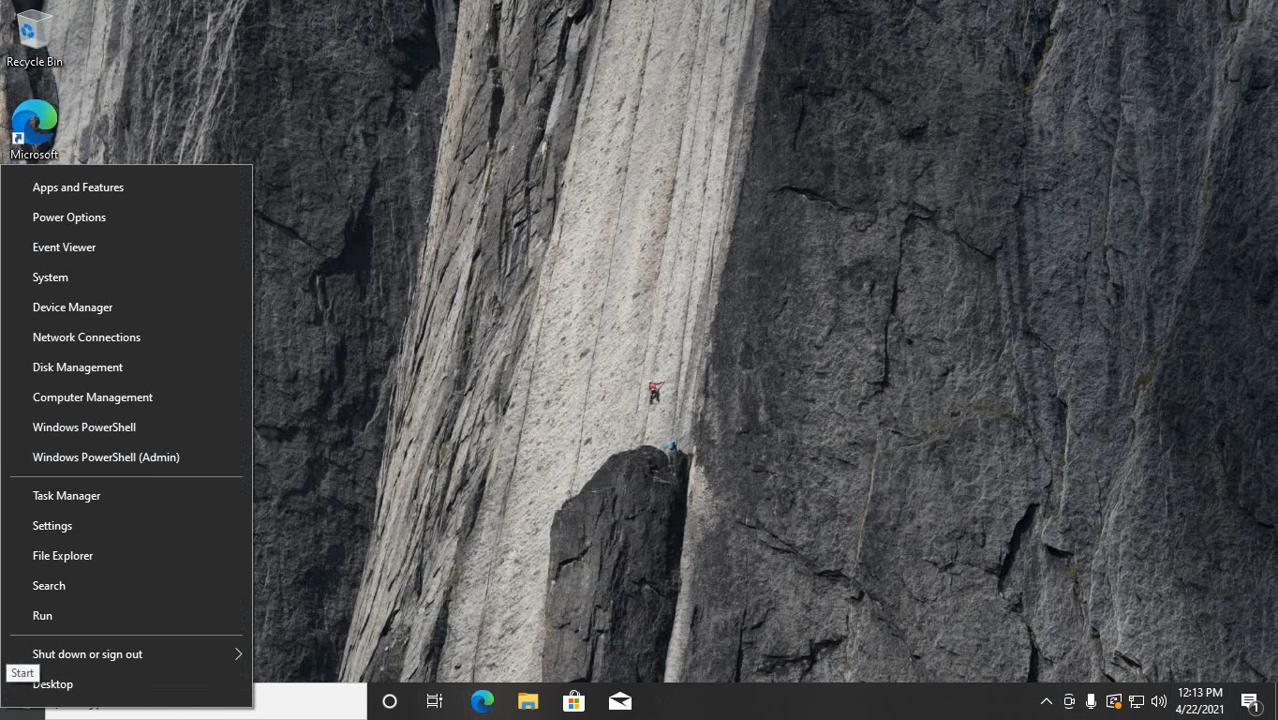 Recycle Bin
Microsoft
Apps and Features
Power Options
Event Viewer
System
Device Manager
Network Connections
Disk Management
Computer Management
Windows PowerShell
Windows PowerShell (Admin)
Task Manager
Settings
File Explorer
Search
Run
Shut down or sign out
Start
Desktop
12:13 PM
4/22/2021
1